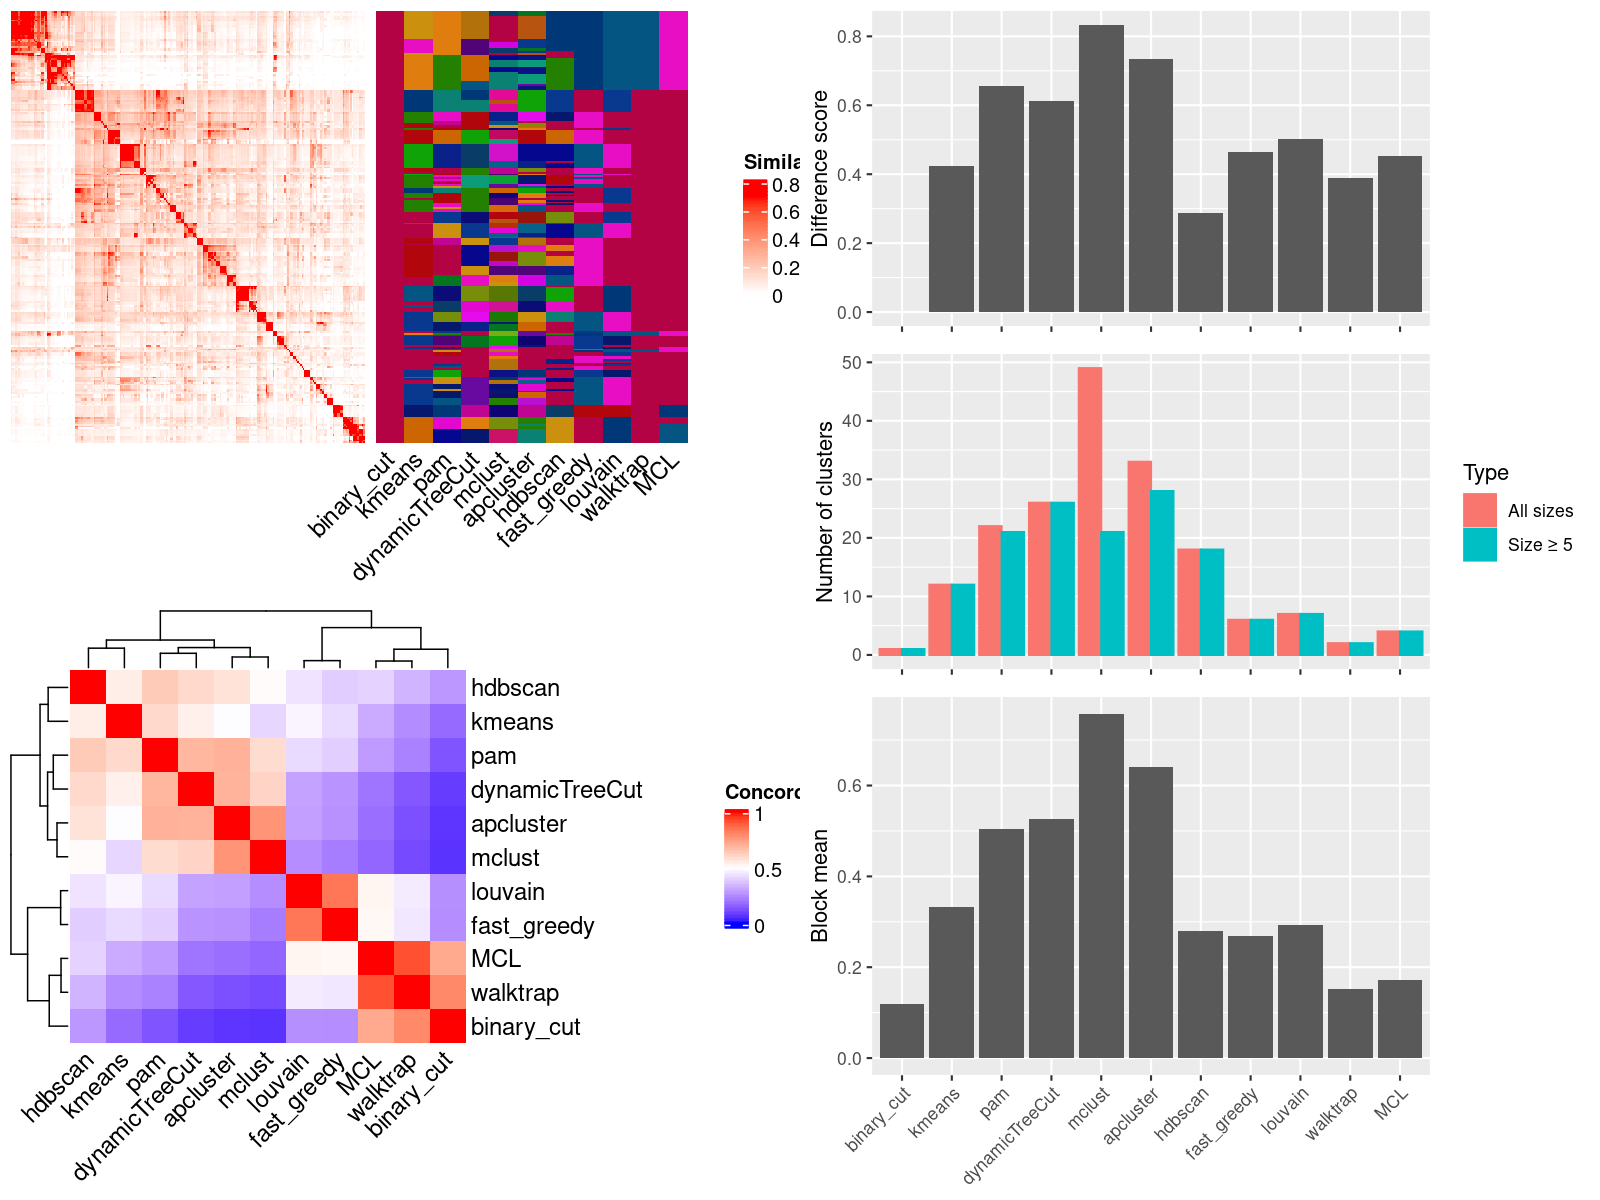 Simila
0.8
0.6
0.4
0.2
0
binary_cut
kmeans
pam
dynamicTreeCut
mclust
apcluster
hdbscan
fast_greedy
louvain
walktrap
MCL
Difference score
0.8
0.6
0.4
0.2
0.0
Number of clusters
50
40
30
20
10
0
Type
All sizes
Size ≥ 5
hdbscan
kmeans
pam
dynamicTreeCut
apcluster
mclust
louvain
fast_greedy
MCL
walktrap
binary_cut
hdbscan
kmeans
pam
dynamicTreeCut
apcluster
mclust
louvain
fast_greedy
MCL
walktrap
binary_cut
Concord
1
0.5
0
Block mean
0.6
0.4
0.2
0.0
binary_cut
kmeans
pam
dynamicTreeCut
mclust
apcluster
hdbscan
fast_greedy
louvain
walktrap
MCL